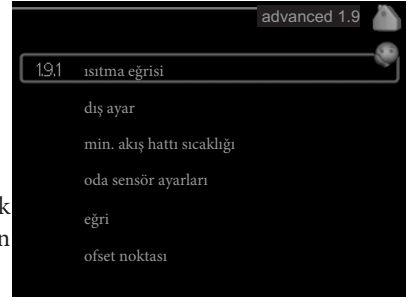 advanced 1.9
1.9.1 ısıtma eğrisi
dış ayar
min. akış hattı sıcaklığı
oda sensör ayarları
k
eğri
n
ofset noktası